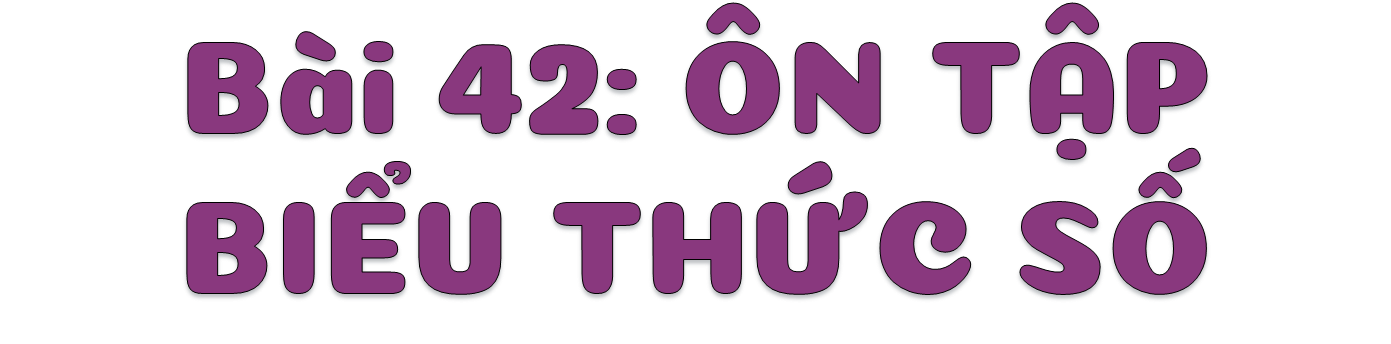 Bài 42: ÔN TẬP
BIỂU THỨC SỐ